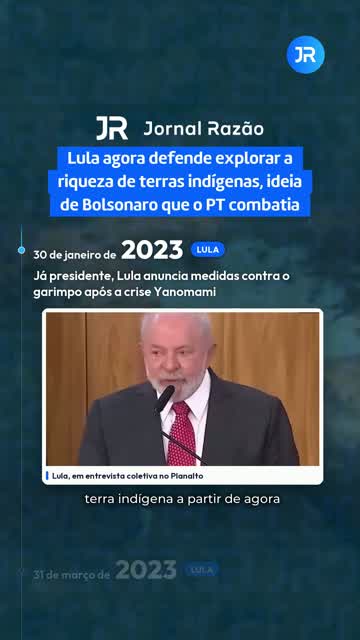 JR
JR Jornal Razão
Lula agora defende explorar a
riqueza de terras indígenas, ideia
de Bolsonaro que o PT combatia
30 de janeiro de 2023 LULA
Já presidente, Lula anuncia medidas contra o
garimpo após a crise Yanomami
Lula, em entrevista coletiva no Planalto
terra indígena a partir de agora
31 de março de 2023 LULA